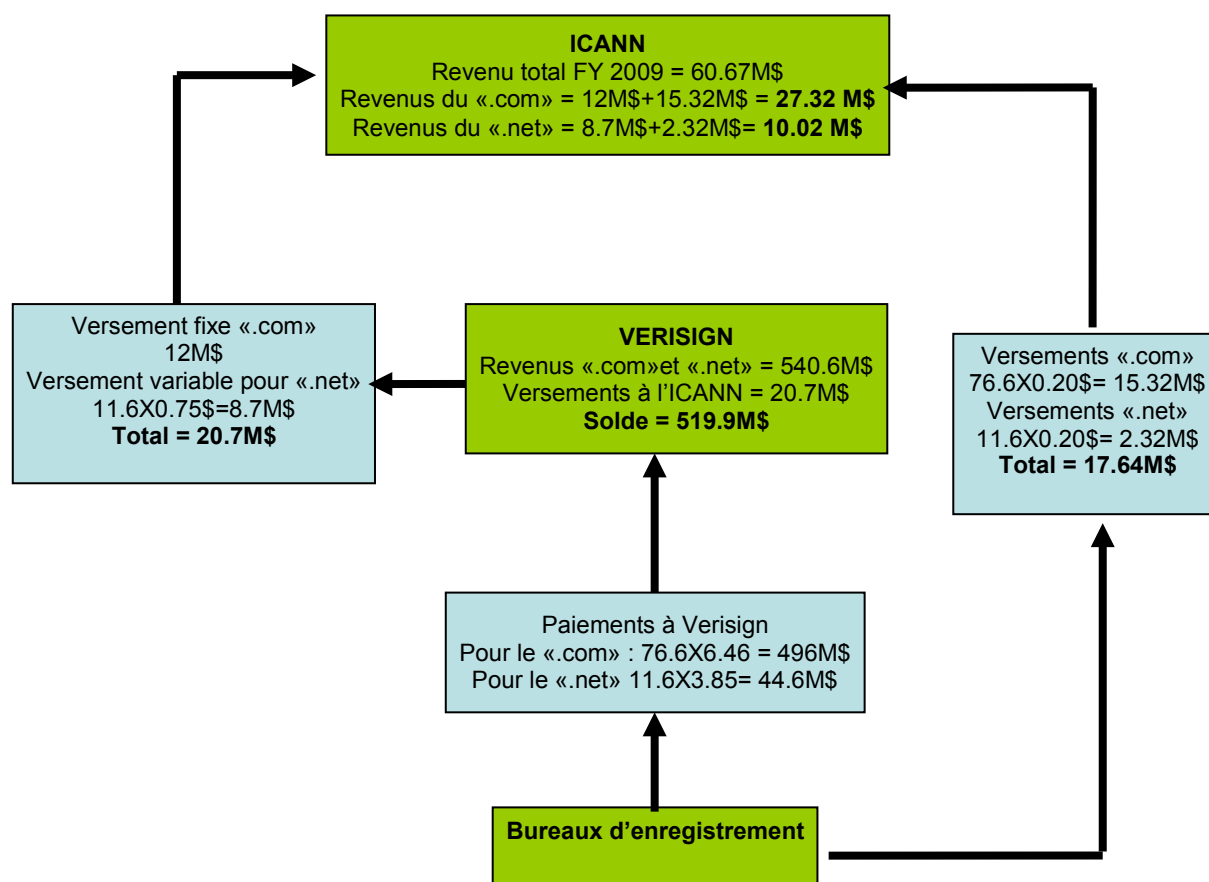 ICANN
Revenu total FY 2009 = 60.67M$
Revenus du «.com» = 12M$+15.32M$ = 27.32 M$
Revenus du «.net» = 8.7M$+2.32M$= 10.02 M$
Versement fixe «.com»
12M$
Versement variable pour «.net»
11.6X0.75$=8.7M$
Total = 20.7M$
VERISIGN
Revenus «.com»et «.net» = 540.6M$
Versements à l’ICANN = 20.7M$
Solde = 519.9M$
Versements «.com»
76.6X0.20$= 15.32M$
Versements «.net»
11.6X0.20$= 2.32M$
Total = 17.64M$
Paiements à Verisign
Pour le «.com» : 76.6X6.46 = 496M$
Pour le «.net» 11.6X3.85= 44.6M$
Bureaux d’enregistrement